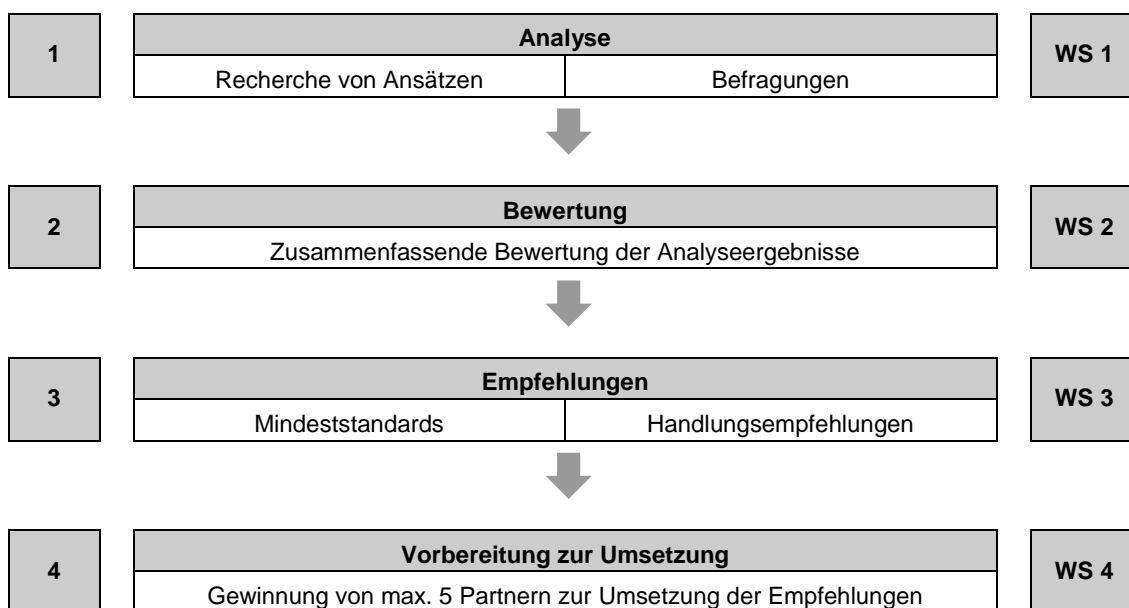 1
Analyse
WS 1
Recherche von Ansätzen
Befragungen
2
Bewertung
WS 2
Zusammenfassende Bewertung der Analyseergebnisse
3
Empfehlungen
WS 3
Mindeststandards
Handlungsempfehlungen
4
Vorbereitung zur Umsetzung
WS 4
Gewinnung von max. 5 Partnern zur Umsetzung der Empfehlungen